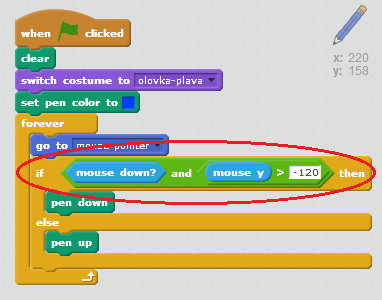 when clicked
x: 220
y: 158
clear
switch costume to olovka-plava
set pen color to
forever
go to mouse-pointer
if mouse down? and mouse y > -120 then
pen down
else
pen up